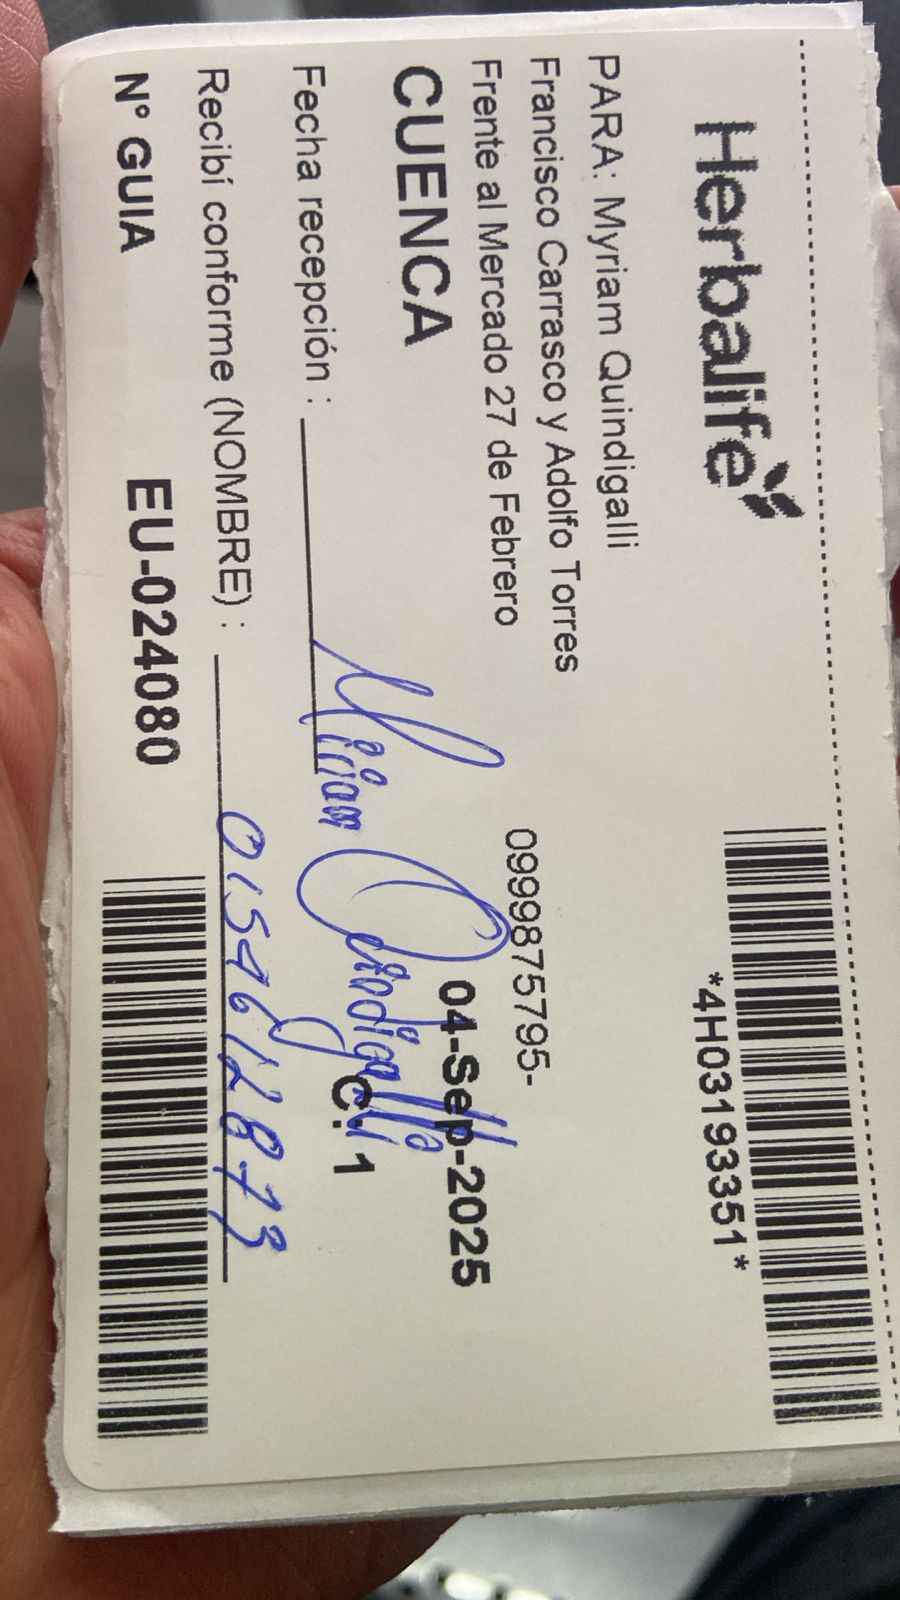 Herbalife
*4H03193351*
PARA: Myriam Quindigalli
Francisco Carrasco y Adolfo Torres
Frente al Mercado 27 de Febrero
0999875795-
CUENCA
04-Sep-2025
Fecha recepción :
Miriam Quindigalli
C. 1
Recibí conforme (NOMBRE) :
N° GUIA
EU-024080